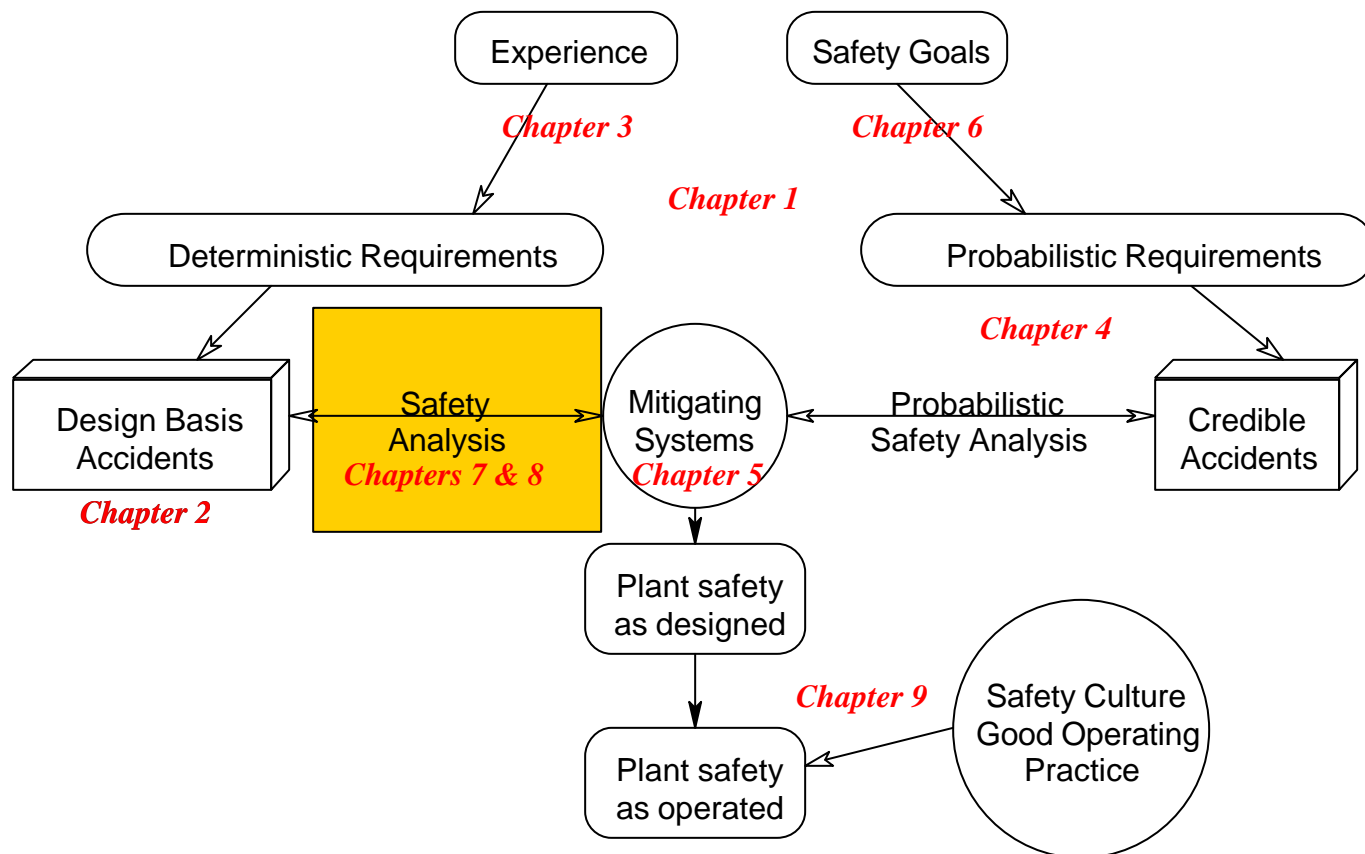 Experience
Safety Goals
Chapter 3
Chapter 6
Chapter 1
Deterministic Requirements
Probabilistic Requirements
Chapter 4
Design Basis
Accidents
Chapter 2
Safety
Analysis
Chapters 7 & 8
Mitigating
Systems
Chapter 5
Probabilistic
Safety Analysis
Credible
Accidents
Plant safety
as designed
Chapter 9
Safety Culture
Good Operating
Practice
Plant safety
as operated